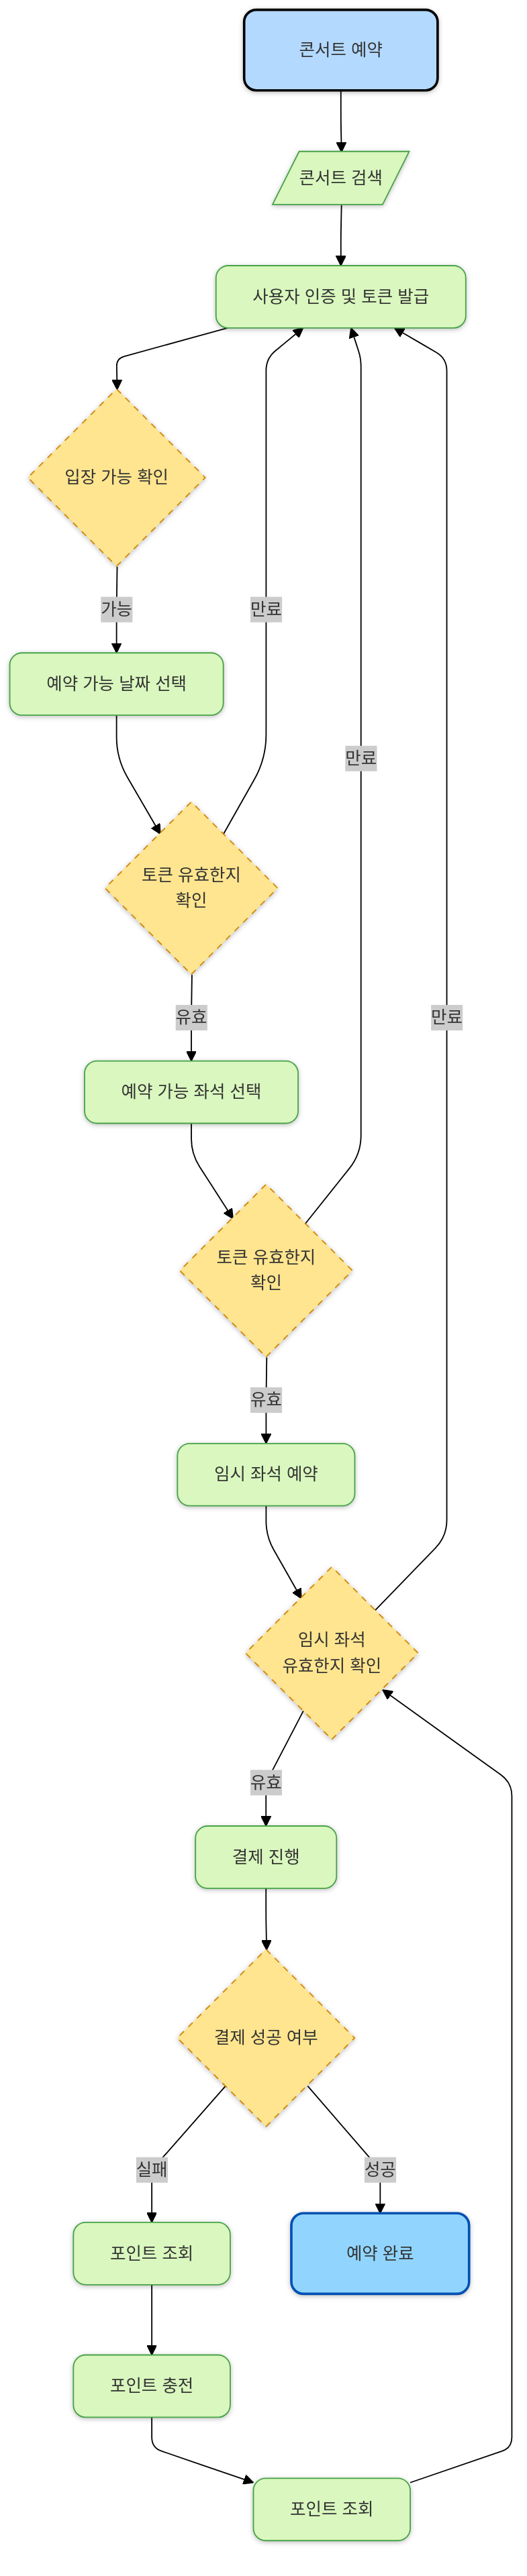 콘서트 예약
콘서트 검색
사용자 인증 및 토큰 발급
입장 가능 확인
가능
만료
예약 가능 날짜 선택
만료
토큰 유효한지
확인
유효
만료
예약 가능 좌석 선택
토큰 유효한지
확인
유효
임시 좌석 예약
임시 좌석
유효한지 확인
유효
결제 진행
결제 성공 여부
실패
성공
포인트 조회
예약 완료
포인트 충전
포인트 조회